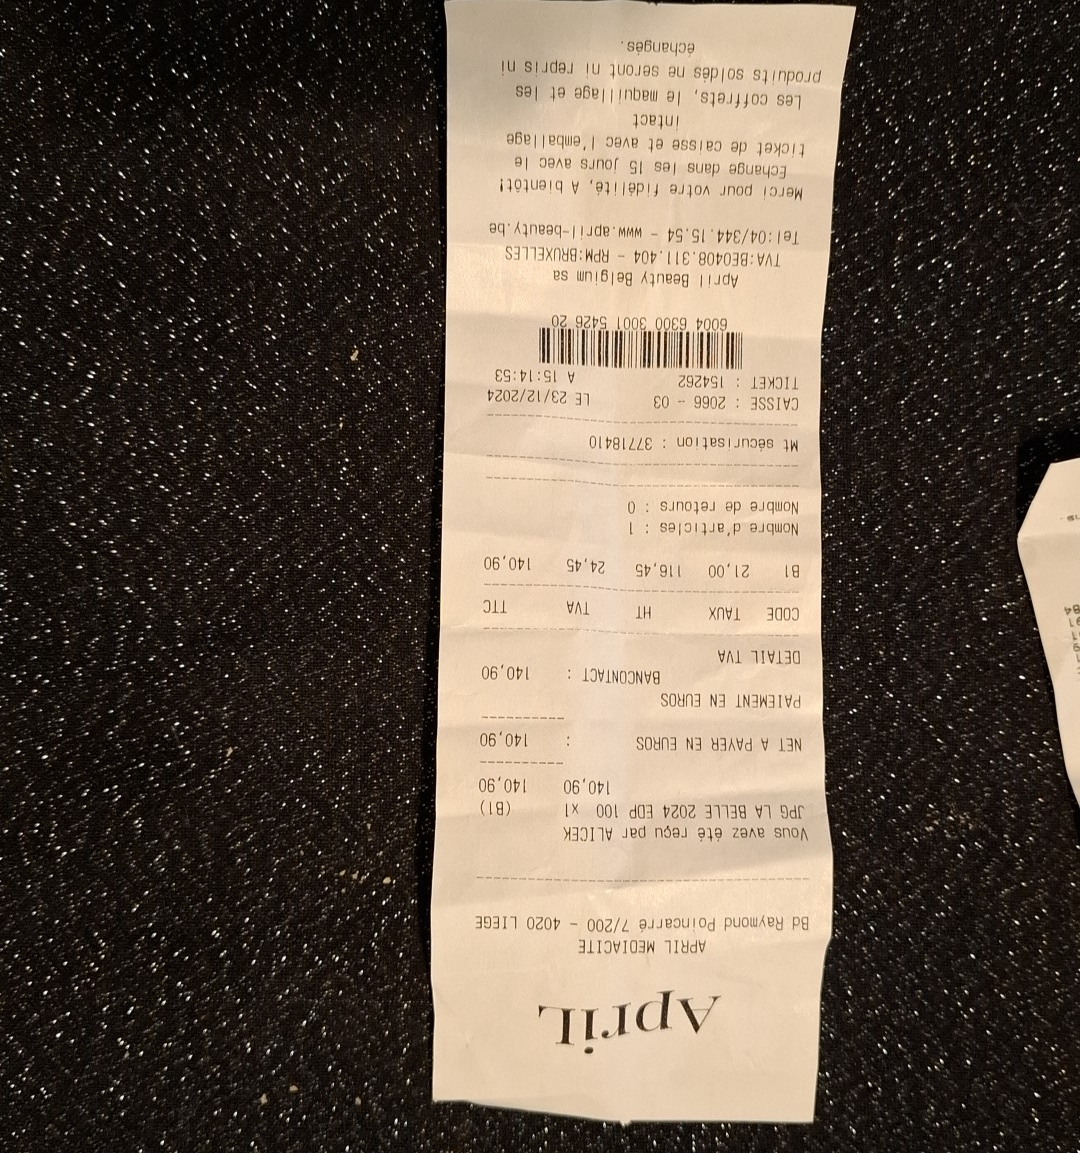 ApriL
APRIL MEDIACITE
Bd Raymond Poincarré 7/200 - 4020 LIEGE
Vous avez été reçu par ALICEK
JPG LA BELLE 2024 EDP 100 x1 (B1)
140,90 140,90
NET A PAYER EN EUROS : 140,90
PAIEMENT EN EUROS
BANCONTACT : 140,90
DETAIL TVA
CODE TAUX HT TVA TTC
B1 21,00 116,45 24,45 140,90
Nombre d'articles : 1
Nombre de retours : 0
Mt sécurisation : 37718410
CAISSE : 2066 - 03 LE 23/12/2024
TICKET : 154262 A 15:14:53
6004 6300 3001 5426 20
April Beauty Belgium sa
TVA:BE0408.311.404 - RPM:BRUXELLES
Tel:04/344.15.54 - www.april-beauty.be
Merci pour votre fidélité, A bientôt!
Echange dans les 15 jours avec le
ticket de caisse et avec l'emballage
intact
Les coffrets, le maquillage et les
produits soldés ne seront ni repris ni
échangés.